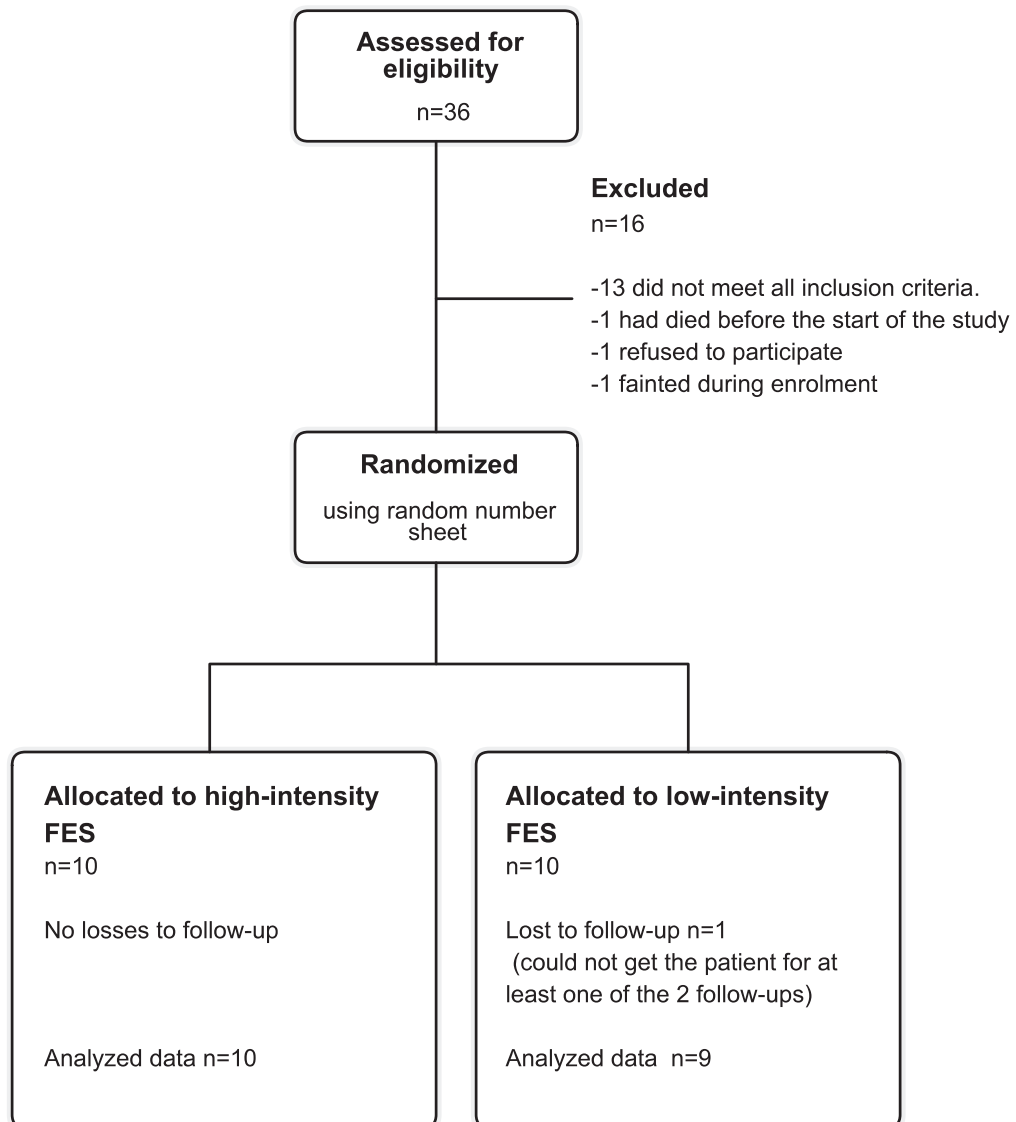 Assessed for
eligibility
n=36
Excluded
n=16
-13 did not meet all inclusion criteria.
-1 had died before the start of the study
-1 refused to participate
-1 fainted during enrolment
Randomized
using random number
sheet
Allocated to high-intensity
FES
n=10
No losses to follow-up
Analyzed data n=10
Allocated to low-intensity
FES
n=10
Lost to follow-up n=1
(could not get the patient for at
least one of the 2 follow-ups)
Analyzed data  n=9